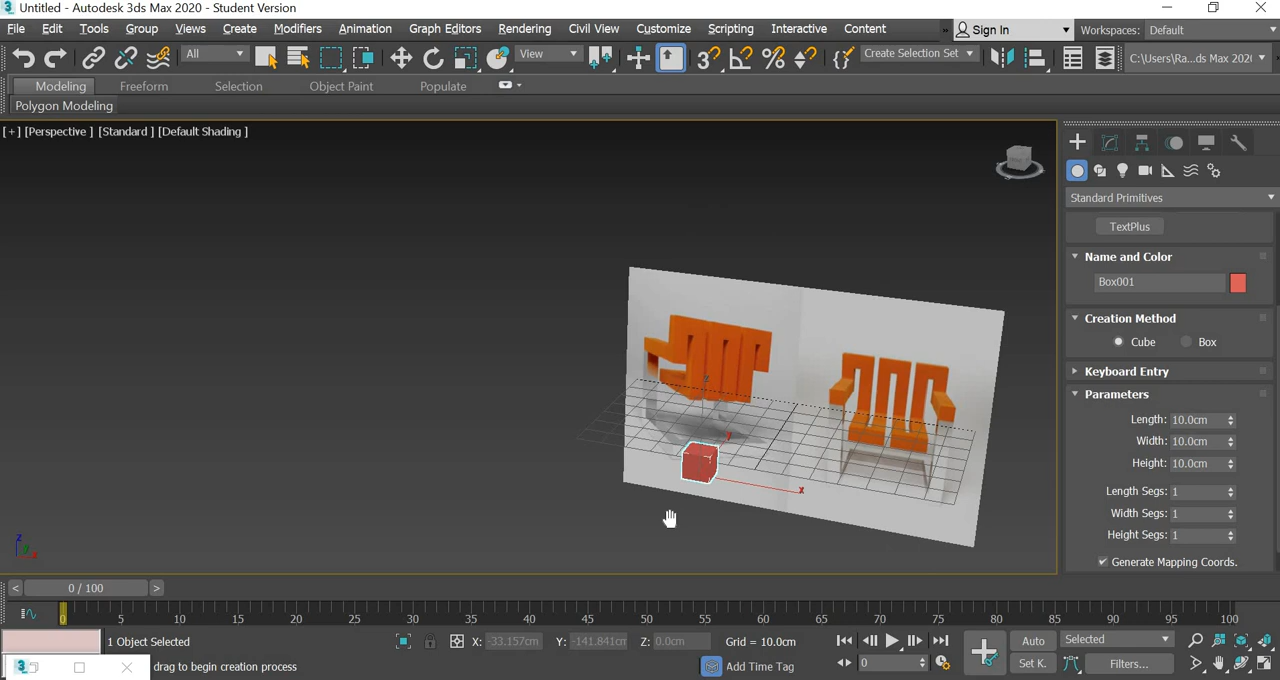 Untitled - Autodesk 3ds Max 2020 - Student Version
File Edit Tools Group Views Create Modifiers Animation Graph Editors Rendering Civil View Customize Scripting Interactive Content » Sign In Workspaces: Default
All View Create Selection Set C:\Users\Ra...ds Max 202
Modeling Freeform Selection Object Paint Populate
Polygon Modeling
[+] [Perspective ] [Standard ] [Default Shading ]
Standard Primitives
TextPlus
Name and Color
Box001
Creation Method
Cube Box
Keyboard Entry
Parameters
Length: 10.0cm
Width: 10.0cm
Height: 10.0cm
Length Segs: 1
Width Segs: 1
Height Segs: 1
Generate Mapping Coords.
z
y
x
z
x
< 0 / 100 >
0 5 10 15 20 25 30 35 40 45 50 55 60 65 70 75 80 85 90 95 100
1 Object Selected X: -33.157cm Y: -141.841cm Z: 0.0cm Grid = 10.0cm Auto Selected
drag to begin creation process Add Time Tag 0 Set K. Filters...